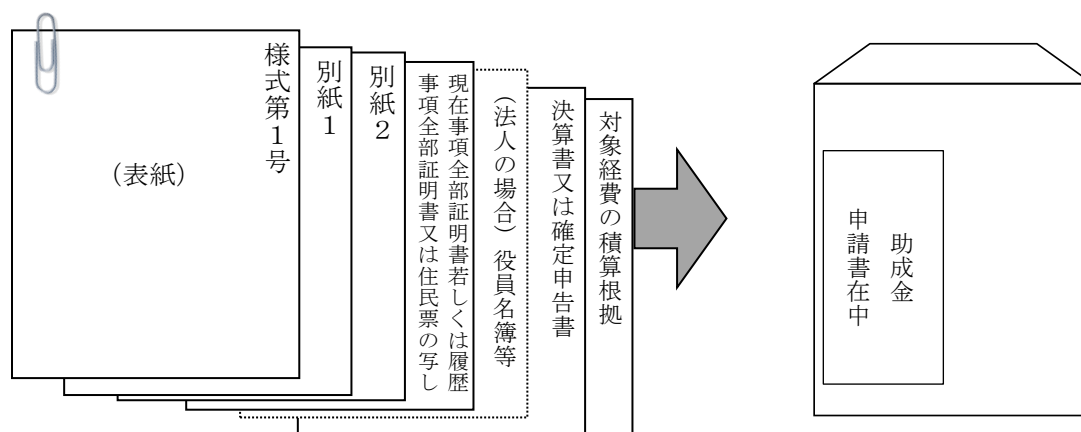 様式第1号
(表紙)
別紙1
別紙2
現在事項全部証明書若しくは履歴
事項全部証明書又は住民票の写し
(法人の場合)役員名簿等
決算書又は確定申告書
対象経費の積算根拠
助成金
申請書在中